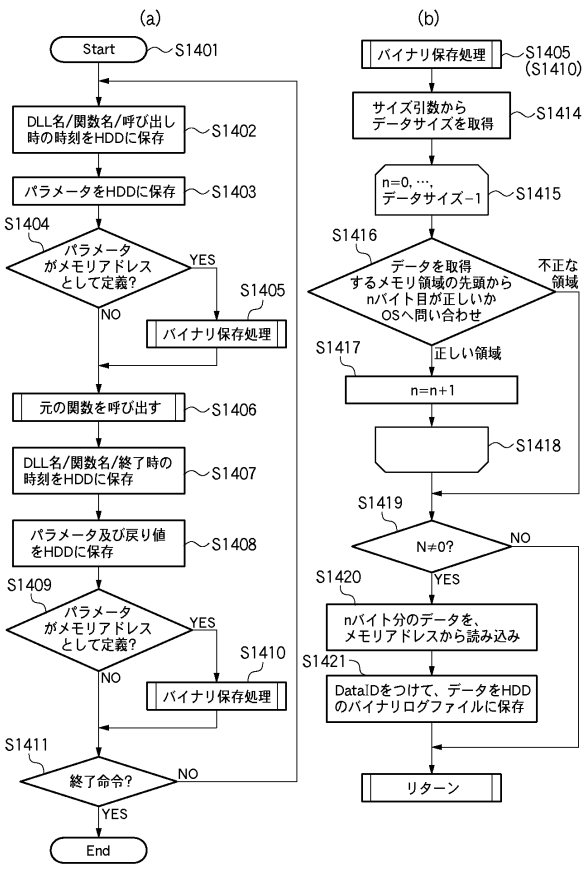 (a)
Start
S1401
DLL名/関数名/呼び出し
時の時刻をHDDに保存
S1402
パラメータをHDDに保存
S1403
S1404
パラメータ
がメモリアドレス
として定義?
YES
NO
S1405
バイナリ保存処理
元の関数を呼び出す
S1406
DLL名/関数名/終了時の
時刻をHDDに保存
S1407
パラメータ及び戻り値
をHDDに保存
S1408
S1409
パラメータ
がメモリアドレス
として定義?
YES
NO
S1410
バイナリ保存処理
S1411
終了命令?
NO
YES
End
(b)
バイナリ保存処理
S1405
(S1410)
サイズ引数から
データサイズを取得
S1414
n=0, …,
データサイズ−1
S1415
S1416
データを取得
するメモリ領域の先頭から
nバイト目が正しいか
OSへ問い合わせ
不正な
領域
正しい領域
S1417
n=n+1
S1418
S1419
N≠0?
NO
YES
S1420
nバイト分のデータを、
メモリアドレスから読み込み
S1421
DataIDをつけて、データをHDD
のバイナリログファイルに保存
リターン